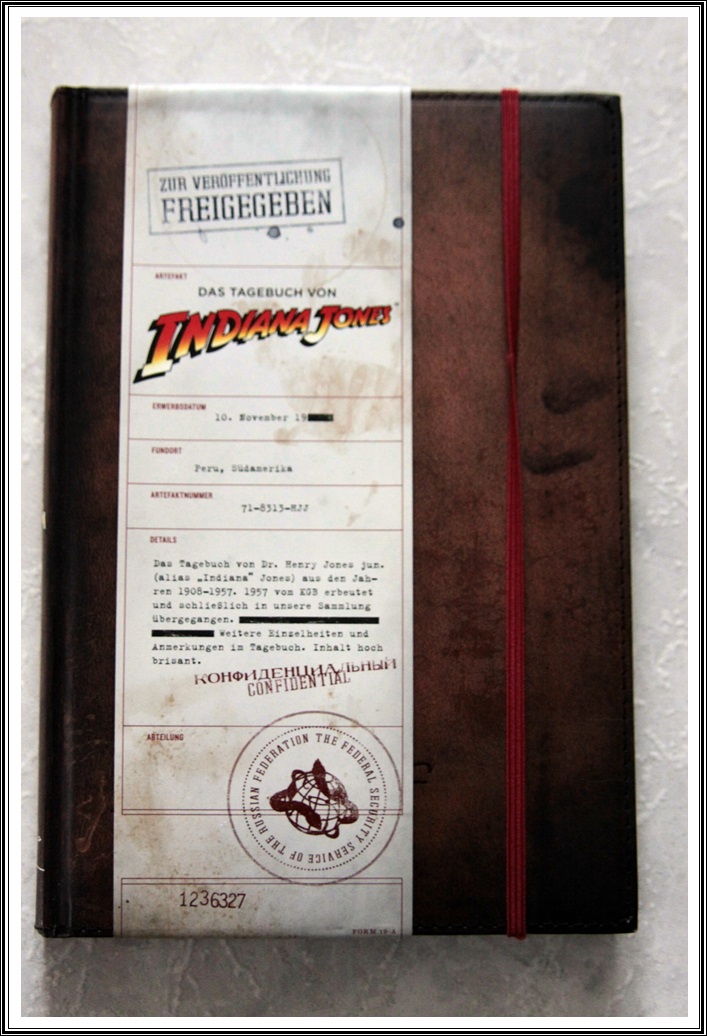 ZUR VERÖFFENTLICHUNG
FREIGEGEBEN
ARTEFAKT
DAS TAGEBUCH VON
INDIANA JONES™
ERWERBSDATUM
10. November 19
FUNDORT
Peru, Südamerika
ARTEFAKTNUMMER
71-8313-HJJ
DETAILS
Das Tagebuch von Dr. Henry Jones jun.
(alias „Indiana“ Jones) aus den Jah-
ren 1908-1957. 1957 vom KGB erbeutet
und schließlich in unsere Sammlung
übergegangen.
Weitere Einzelheiten und
Anmerkungen im Tagebuch. Inhalt hoch
brisant.
КОНФИДЕНЦИАЛЬНЫЙ
CONFIDENTIAL
ABTEILUNG
THE FEDERAL SECURITY SERVICE OF THE RUSSIAN FEDERATION
1236327